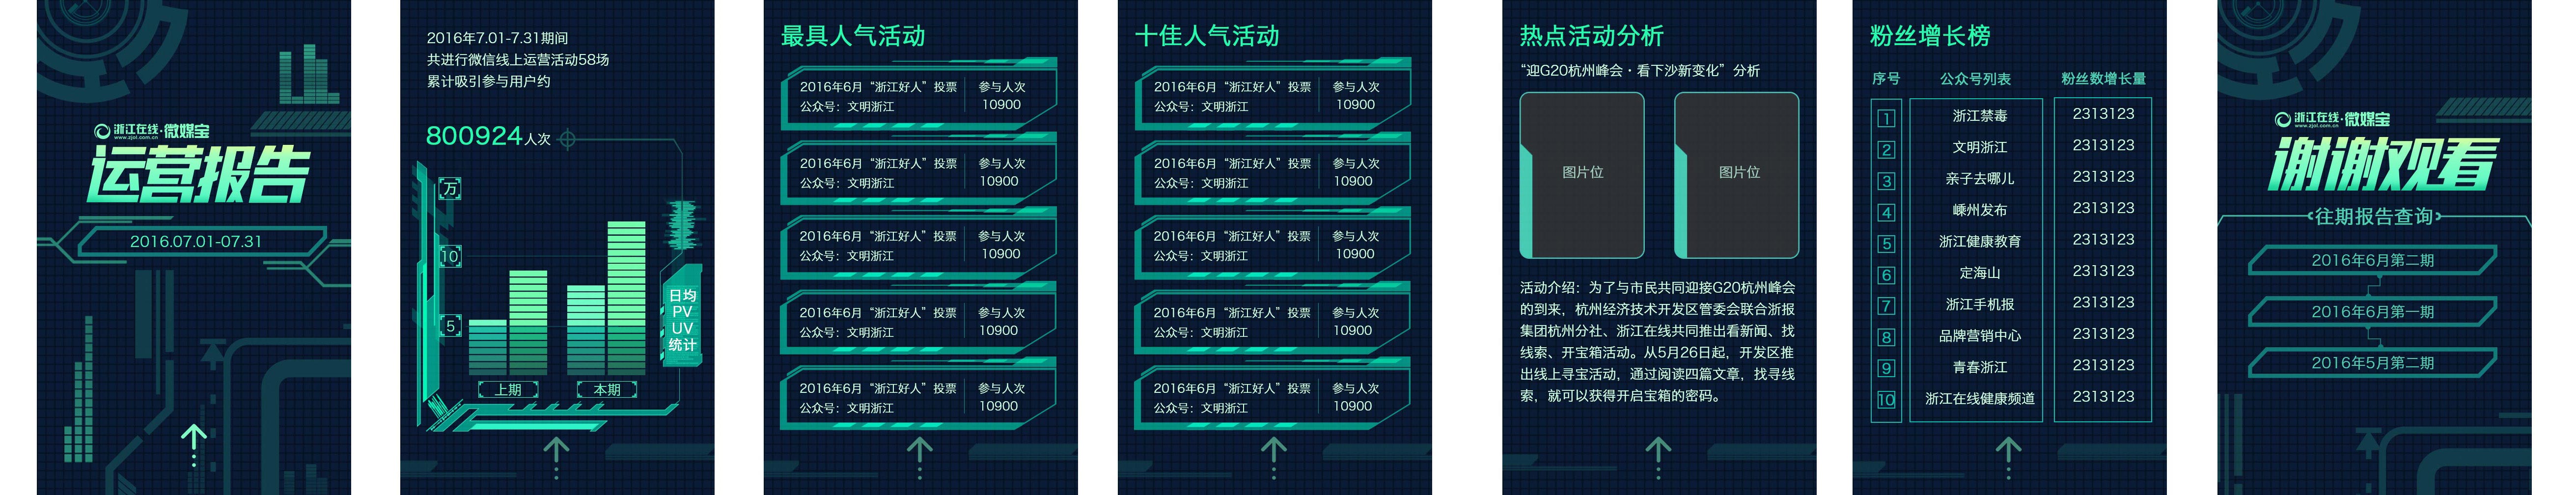 浙江在线·微媒宝
www.zjol.com.cn
运营报告
2016.07.01-07.31
2016年7.01-7.31期间
共进行微信线上运营活动58场
累计吸引参与用户约
800924人次
万
10
5
日均
PV
UV
统计
上期
本期
最具人气活动
2016年6月“浙江好人”投票
公众号：文明浙江
参与人次
10900
2016年6月“浙江好人”投票
公众号：文明浙江
参与人次
10900
2016年6月“浙江好人”投票
公众号：文明浙江
参与人次
10900
2016年6月“浙江好人”投票
公众号：文明浙江
参与人次
10900
2016年6月“浙江好人”投票
公众号：文明浙江
参与人次
10900
十佳人气活动
2016年6月“浙江好人”投票
公众号：文明浙江
参与人次
10900
2016年6月“浙江好人”投票
公众号：文明浙江
参与人次
10900
2016年6月“浙江好人”投票
公众号：文明浙江
参与人次
10900
2016年6月“浙江好人”投票
公众号：文明浙江
参与人次
10900
2016年6月“浙江好人”投票
公众号：文明浙江
参与人次
10900
热点活动分析
“迎G20杭州峰会·看下沙新变化”分析
图片位
图片位
活动介绍：为了与市民共同迎接G20杭州峰会
的到来，杭州经济技术开发区管委会联合浙报
集团杭州分社、浙江在线共同推出看新闻、找
线索、开宝箱活动。从5月26日起，开发区推
出线上寻宝活动，通过阅读四篇文章，找寻线
索，就可以获得开启宝箱的密码。
粉丝增长榜
序号 公众号列表 粉丝数增长量
1 浙江禁毒 2313123
2 文明浙江 2313123
3 亲子去哪儿 2313123
4 嵊州发布 2313123
5 浙江健康教育 2313123
6 定海山 2313123
7 浙江手机报 2313123
8 品牌营销中心 2313123
9 青春浙江 2313123
10 浙江在线健康频道 2313123
浙江在线·微媒宝
www.zjol.com.cn
谢谢观看
往期报告查询
2016年6月第二期
2016年6月第一期
2016年5月第二期